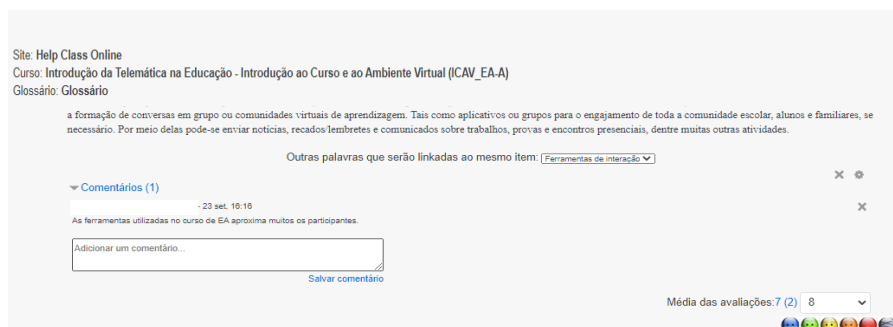 Site: Help Class Online
Curso: Introdução da Telemática na Educação - Introdução ao Curso e ao Ambiente Virtual (ICAV_EA-A)
Glossário: Glossário
a formação de conversas em grupo ou comunidades virtuais de aprendizagem. Tais como aplicativos ou grupos para o engajamento de toda a comunidade escolar, alunos e familiares, se
necessário. Por meio delas pode-se enviar notícias, recados/lembretes e comunicados sobre trabalhos, provas e encontros presenciais, dentre muitas outras atividades.
Outras palavras que serão linkadas ao mesmo item: Ferramentas de interação
Comentários (1)
- 23 set, 16:16
As ferramentas utilizadas no curso de EA aproxima muitos os participantes.
Adicionar um comentário...
Salvar comentário
Média das avaliações:7 (2) 8